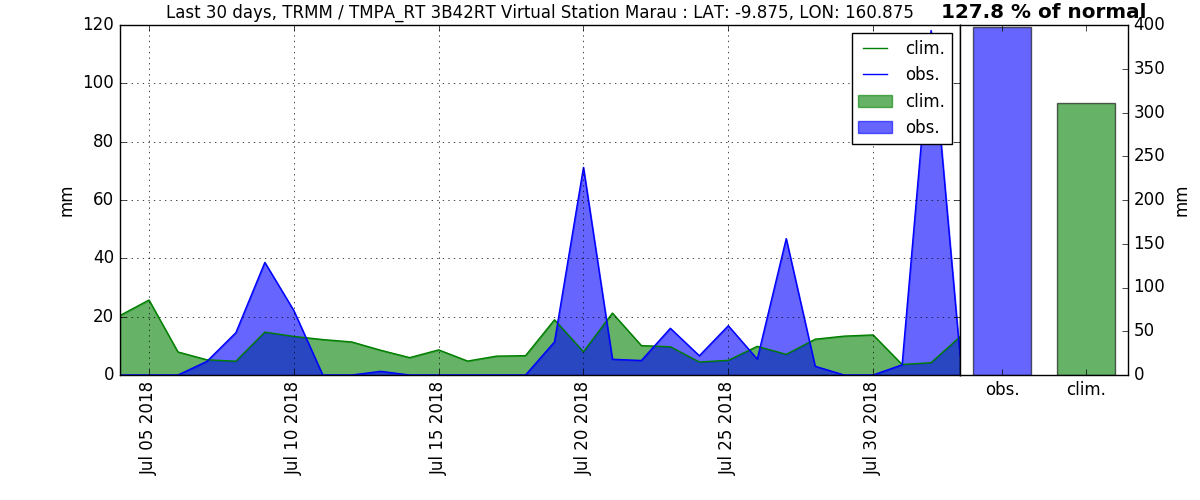 Last 30 days, TRMM / TMPA_RT 3B42RT Virtual Station Marau : LAT: -9.875, LON: 160.875
127.8 % of normal
120
100
80
60
40
20
0
mm
clim.
obs.
clim.
obs.
400
350
300
250
200
150
100
50
0
mm
Jul 05 2018
Jul 10 2018
Jul 15 2018
Jul 20 2018
Jul 25 2018
Jul 30 2018
obs.
clim.